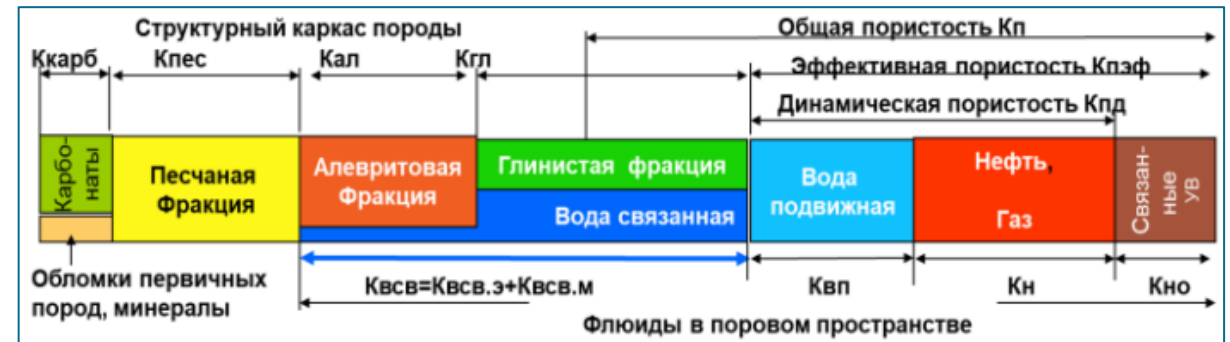 Структурный каркас породы
Общая пористость Кп
Ккарб
Кпес
Кал
Кгл
Эффективная пористость Кпэф
Динамическая пористость Кпд
Карбо-
наты
Песчаная
Фракция
Алевритовая
Фракция
Глинистая фракция
Вода связанная
Вода
подвижная
Нефть,
Газ
Связан-
ные
УВ
Обломки первичных
пород, минералы
Квсв=Квсв.э+Квсв.м
Квп
Кн
Кно
Флюиды в поровом пространстве